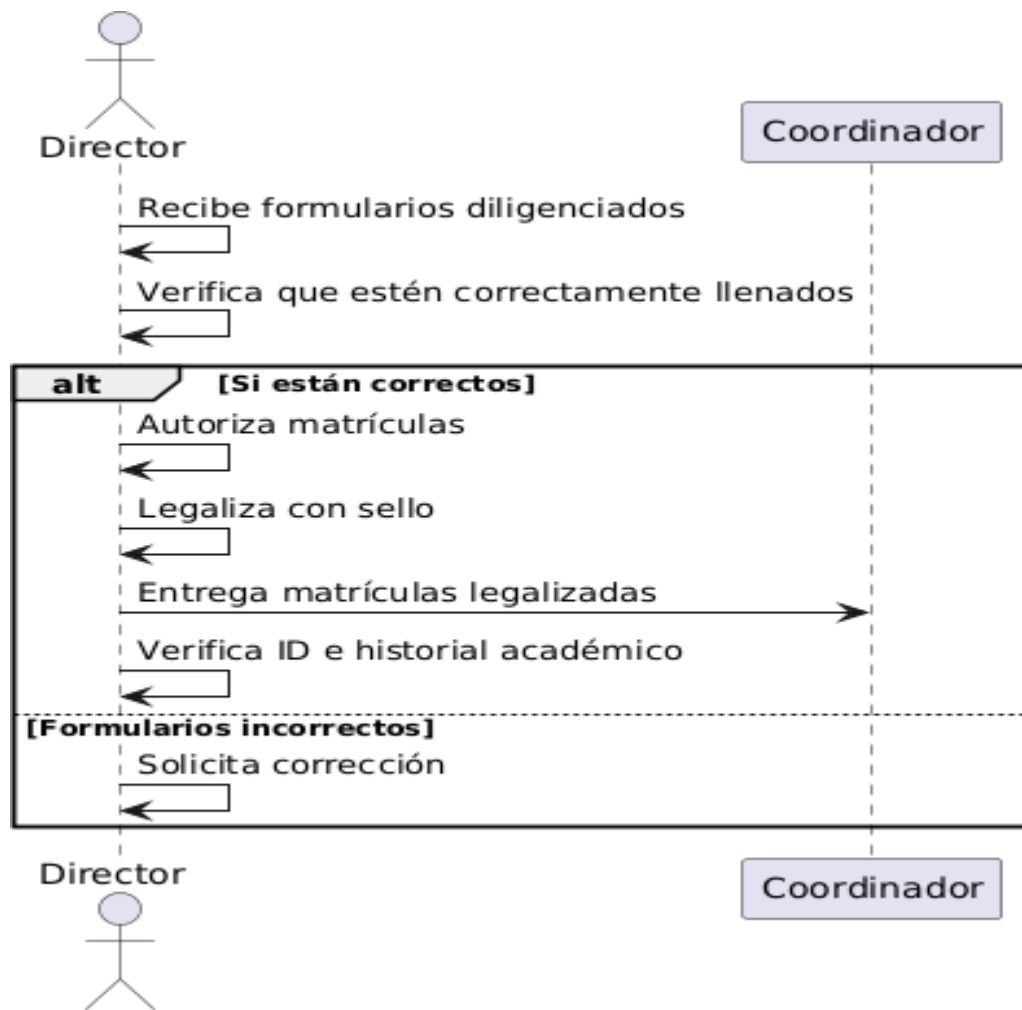 Director
Coordinador
Recibe formularios diligenciados
Verifica que estén correctamente llenados
alt [Si están correctos]
Autoriza matrículas
Legaliza con sello
Entrega matrículas legalizadas
Verifica ID e historial académico
[Formularios incorrectos]
Solicita corrección
Director
Coordinador